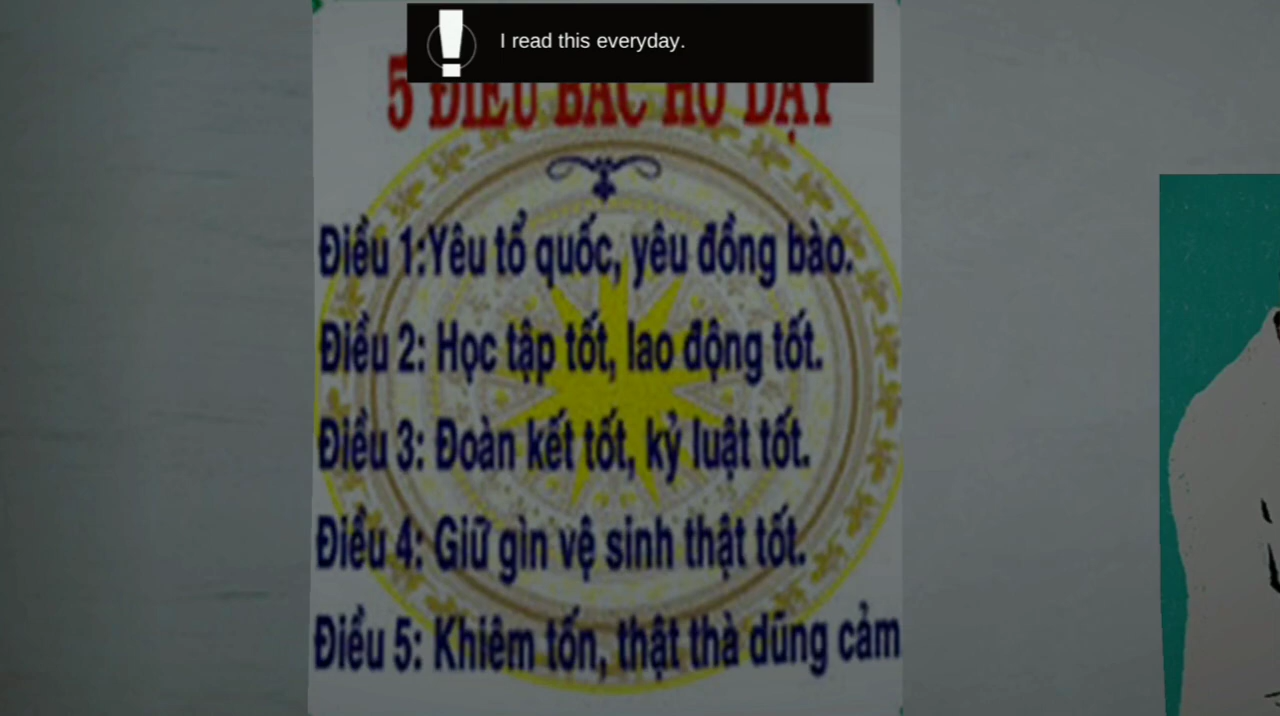 I read this everyday.
5 ĐIỀU BÁC HỒ DẠY
Điều 1:Yêu tổ quốc, yêu đồng bào.
Điều 2: Học tập tốt, lao động tốt.
Điều 3: Đoàn kết tốt, kỷ luật tốt.
Điều 4: Giữ gìn vệ sinh thật tốt.
Điều 5: Khiêm tốn, thật thà dũng cảm